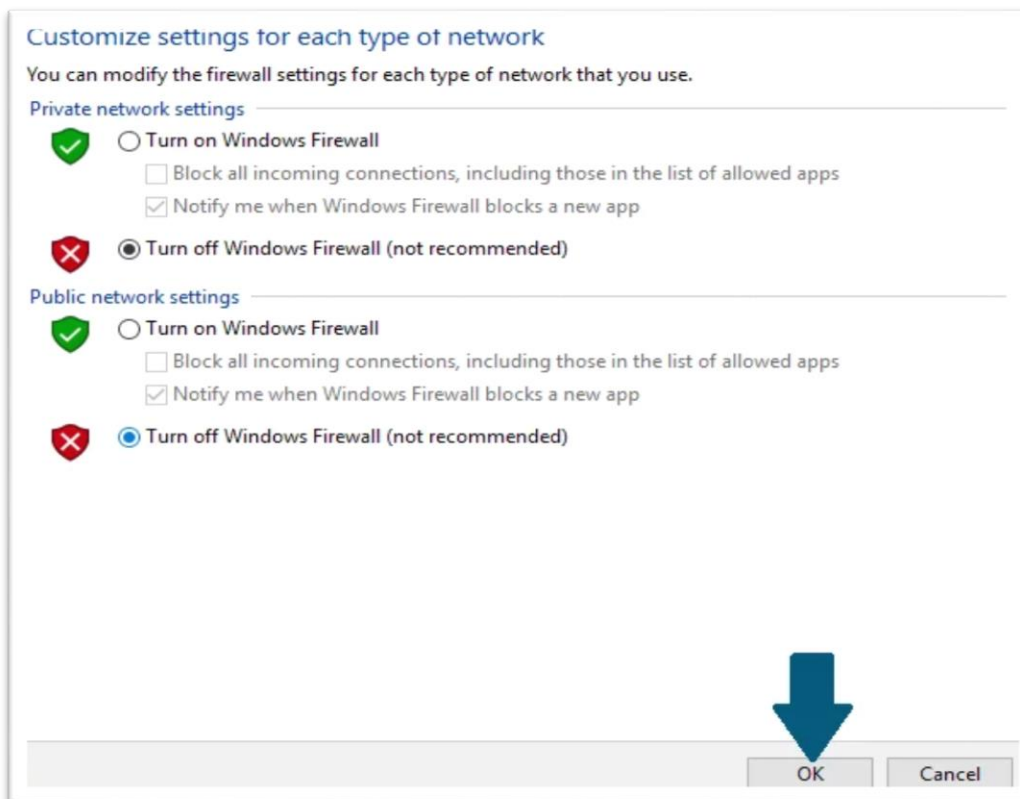 Customize settings for each type of network
You can modify the firewall settings for each type of network that you use.
Private network settings
Turn on Windows Firewall
Block all incoming connections, including those in the list of allowed apps
Notify me when Windows Firewall blocks a new app
Turn off Windows Firewall (not recommended)
Public network settings
Turn on Windows Firewall
Block all incoming connections, including those in the list of allowed apps
Notify me when Windows Firewall blocks a new app
Turn off Windows Firewall (not recommended)
OK Cancel